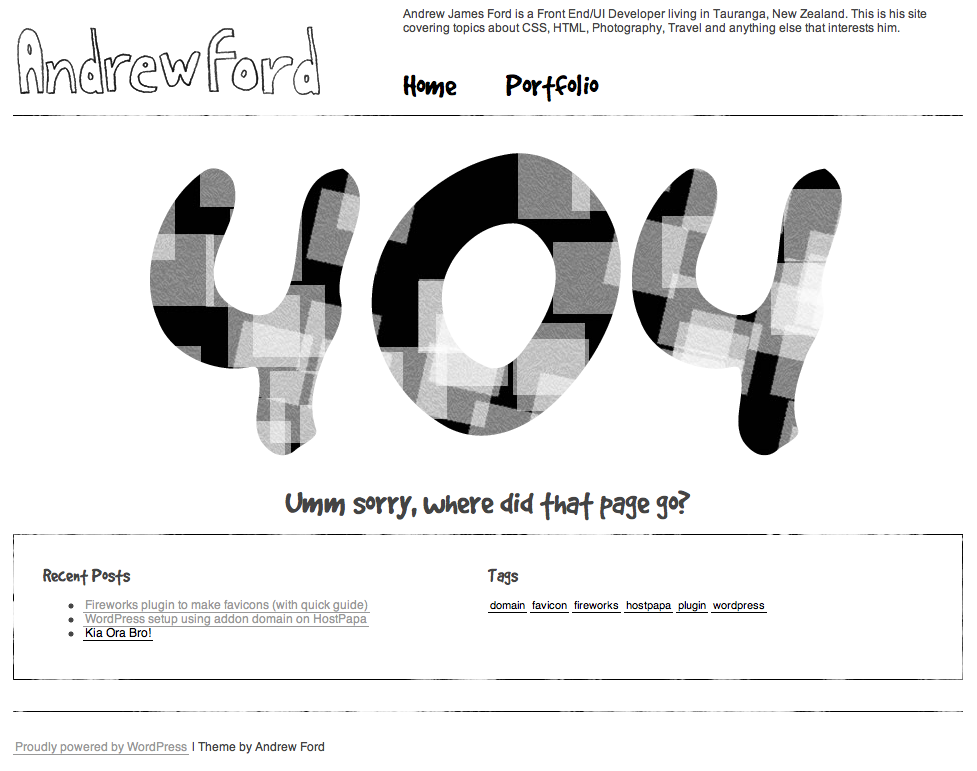 Andrew Ford
Andrew James Ford is a Front End/UI Developer living in Tauranga, New Zealand. This is his site
covering topics about CSS, HTML, Photography, Travel and anything else that interests him.
Home Portfolio
404
Umm sorry, where did that page go?
Recent Posts
Fireworks plugin to make favicons (with quick guide)
WordPress setup using addon domain on HostPapa
Kia Ora Bro!
Tags
domain favicon fireworks hostpapa plugin wordpress
Proudly powered by WordPress | Theme by Andrew Ford